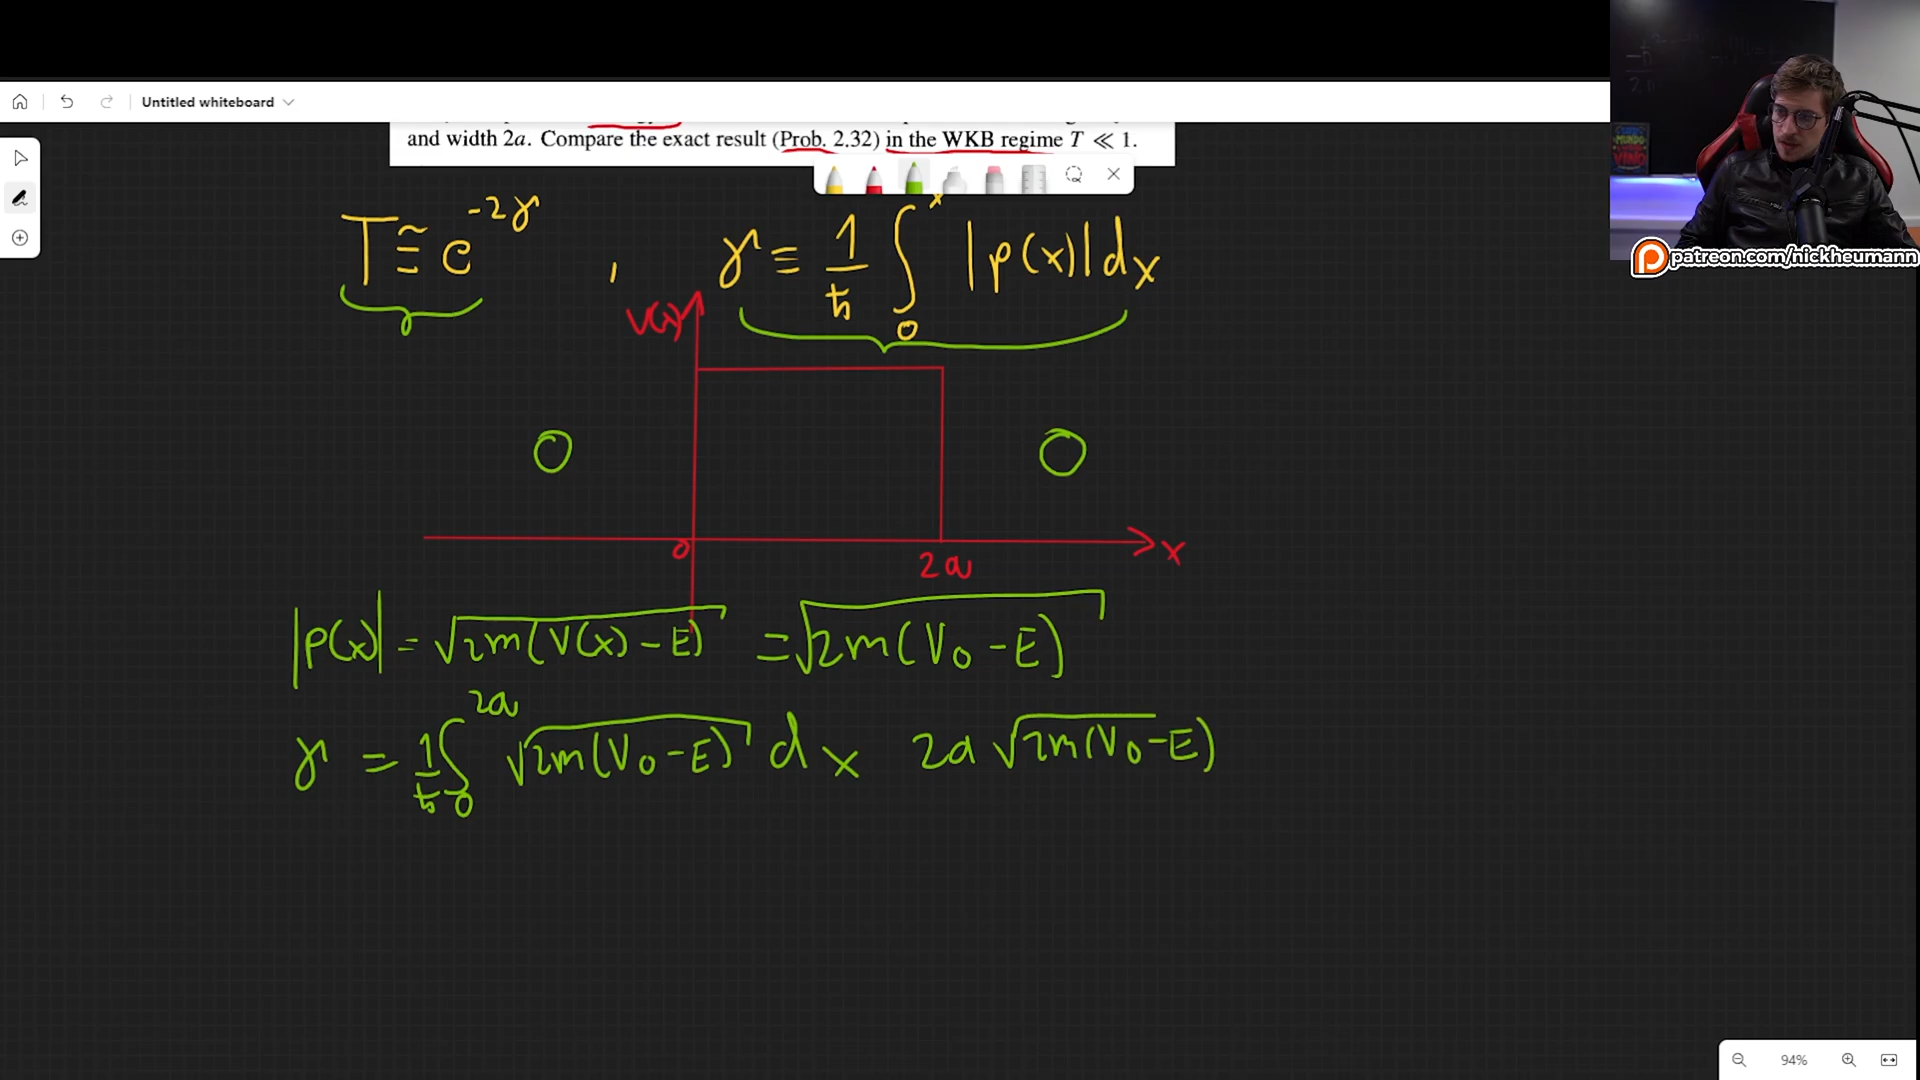 Untitled whiteboard
and width 2a. Compare the exact result (Prob. 2.32) in the WKB regime T ≪ 1.
T ≅ e^{-2γ} , γ ≡ 1/ħ ∫_0^x |p(x)| dx
V(x)
0 0
0 2a x
|p(x)| = √2m(V(x) - E) = √2m(V0 - E)
γ = 1/ħ ∫_0^{2a} √2m(V0 - E) dx 2a √2m(V0 - E)
patreon.com/nickheumann
94%